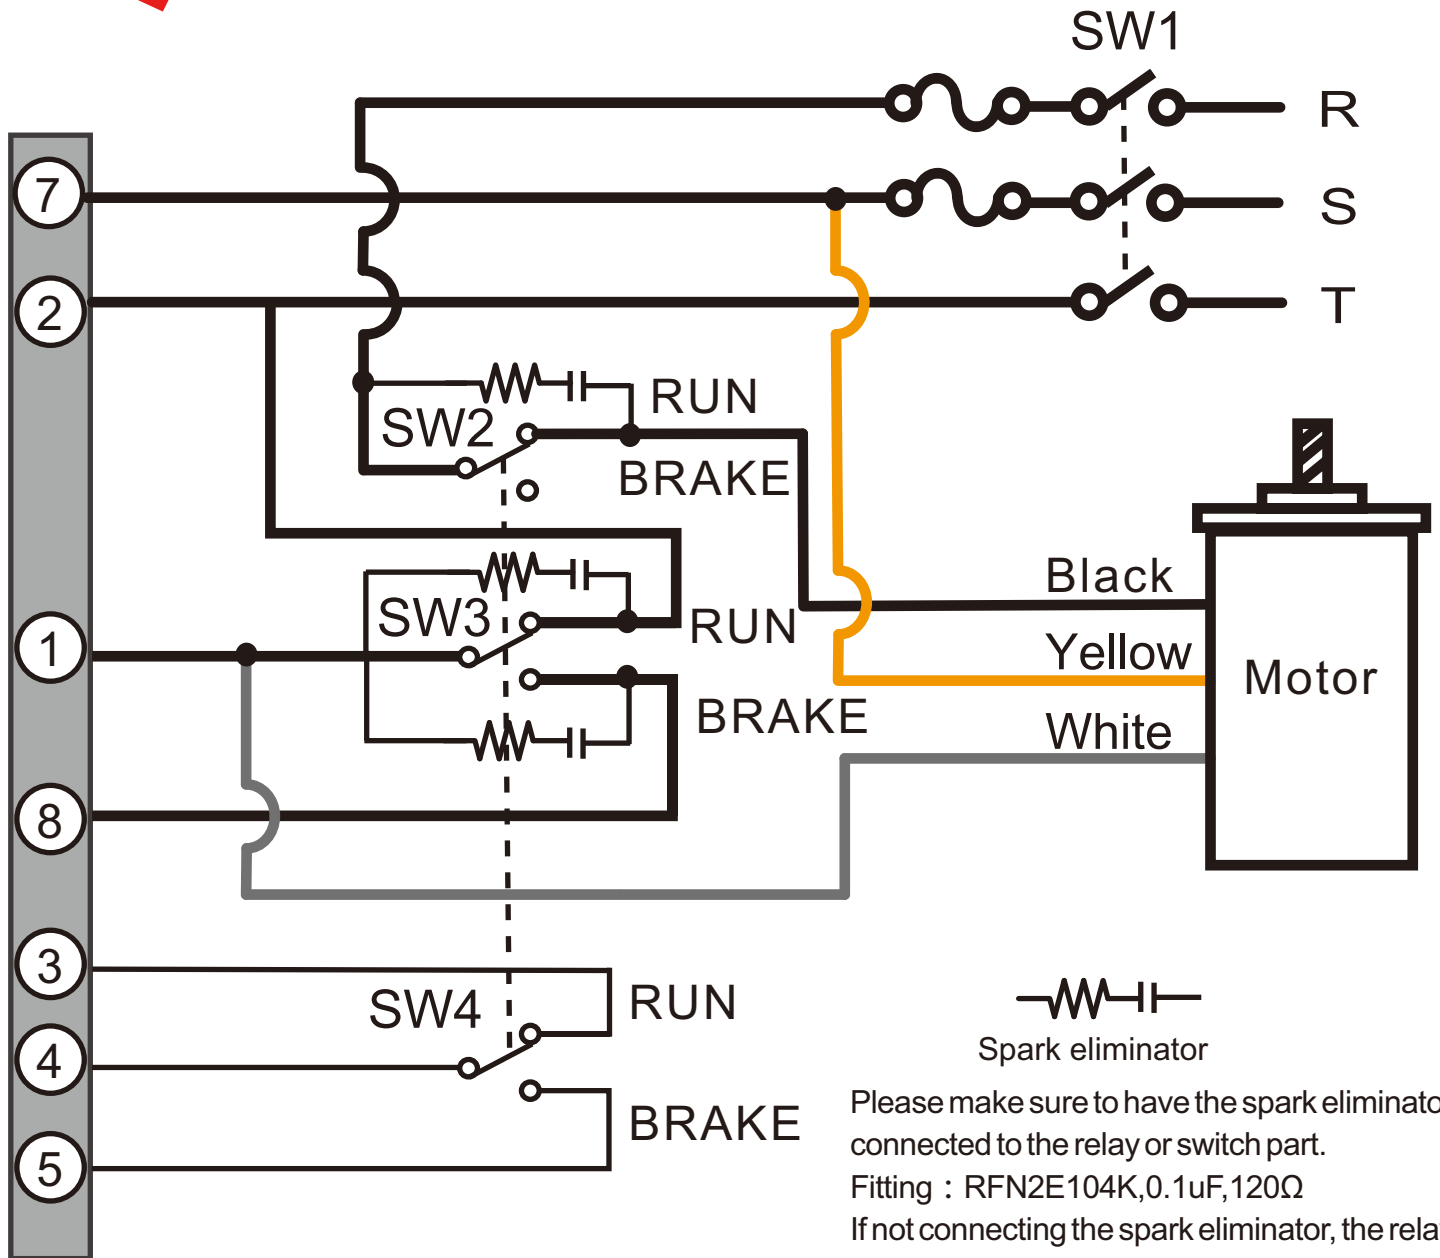 SW1
R
7
S
2
T
RUN
SW2
BRAKE
Black
SW3
RUN
1
Yellow
Motor
BRAKE
White
8
3
SW4
RUN
4
Spark eliminator
Please make sure to have the spark eliminato
connected to the relay or switch part.
BRAKE
5
Fitting : RFN2E104K,0.1uF,120Ω
If not connecting the spark eliminator, the rela